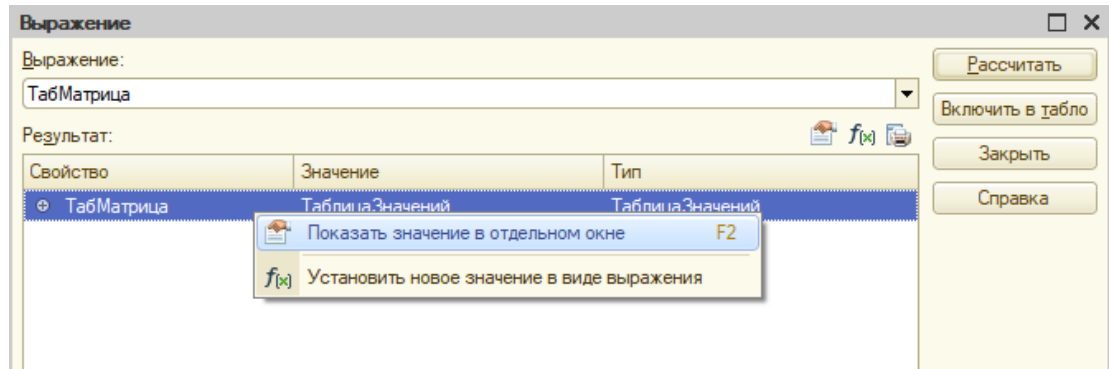 Выражение
Выражение:
Рассчитать
ТабМатрица
Включить в табло
Результат:
f(x)
Закрыть
Свойство Значение Тип
Справка
ТабМатрица ТаблицаЗначений ТаблицаЗначений
Показать значение в отдельном окне F2
f(x) Установить новое значение в виде выражения